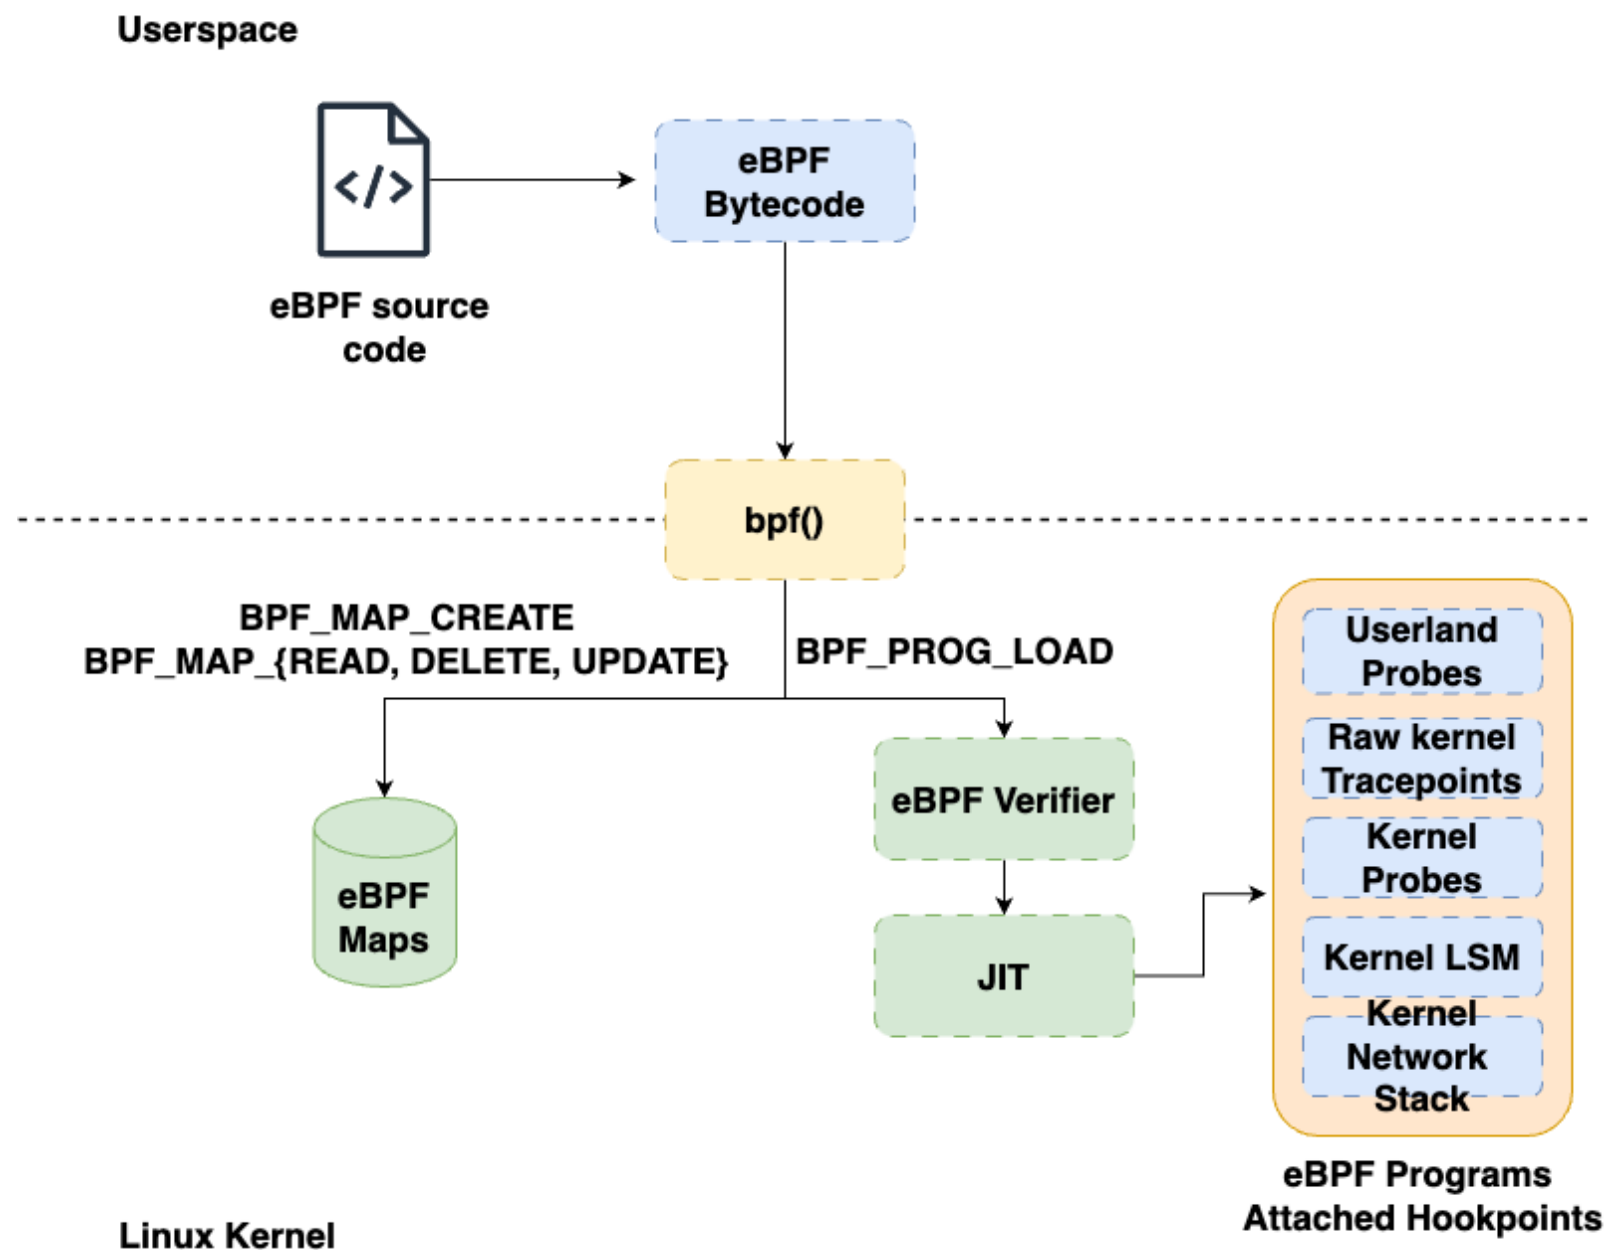 Userspace
</>
eBPF
Bytecode
eBPF source
code
bpf()
BPF_MAP_CREATE
BPF_MAP_{READ, DELETE, UPDATE}
BPF_PROG_LOAD
eBPF Verifier
eBPF
Maps
JIT
Userland
Probes
Raw kernel
Tracepoints
Kernel
Probes
Kernel LSM
Kernel
Network
Stack
eBPF Programs
Attached Hookpoints
Linux Kernel